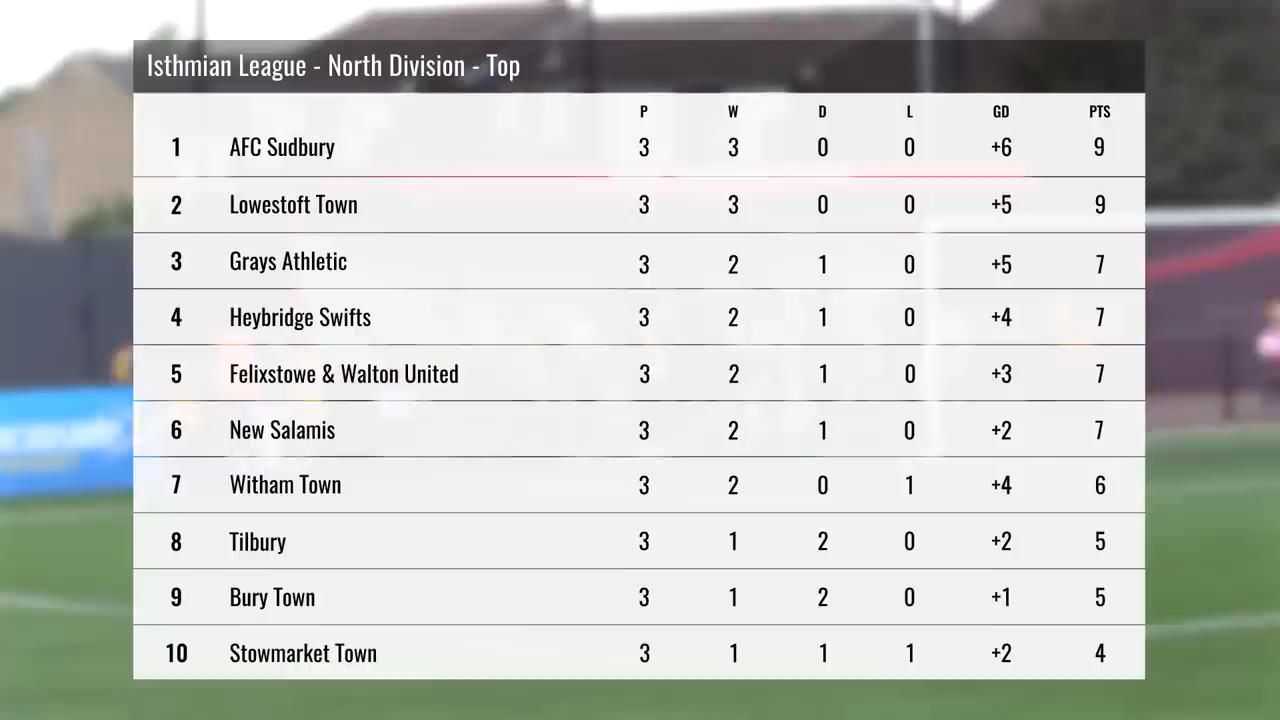 Isthmian League - North Division - Top
P W D L GD PTS
1 AFC Sudbury 3 3 0 0 +6 9
2 Lowestoft Town 3 3 0 0 +5 9
3 Grays Athletic 3 2 1 0 +5 7
4 Heybridge Swifts 3 2 1 0 +4 7
5 Felixstowe & Walton United 3 2 1 0 +3 7
6 New Salamis 3 2 1 0 +2 7
7 Witham Town 3 2 0 1 +4 6
8 Tilbury 3 1 2 0 +2 5
9 Bury Town 3 1 2 0 +1 5
10 Stowmarket Town 3 1 1 1 +2 4